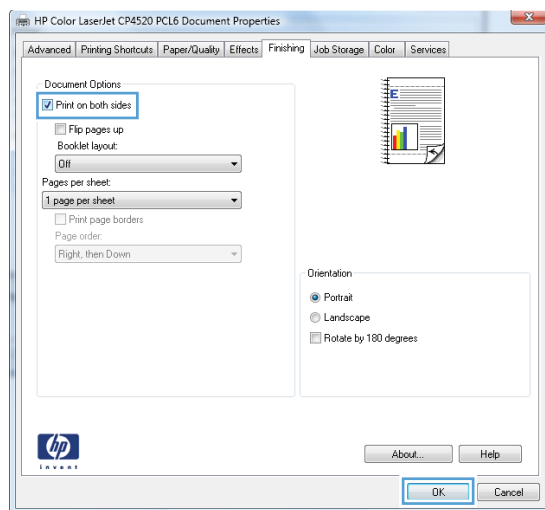 HP Color LaserJet CP4520 PCL6 Document Properties
Advanced Printing Shortcuts Paper/Quality Effects Finishing Job Storage Color Services
Document Options
Print on both sides
Flip pages up
Booklet layout:
Off
Pages per sheet:
1 page per sheet
Print page borders
Page order:
Right, then Down
E
Orientation
Portrait
Landscape
Rotate by 180 degrees
hp
invent
About... Help
OK Cancel